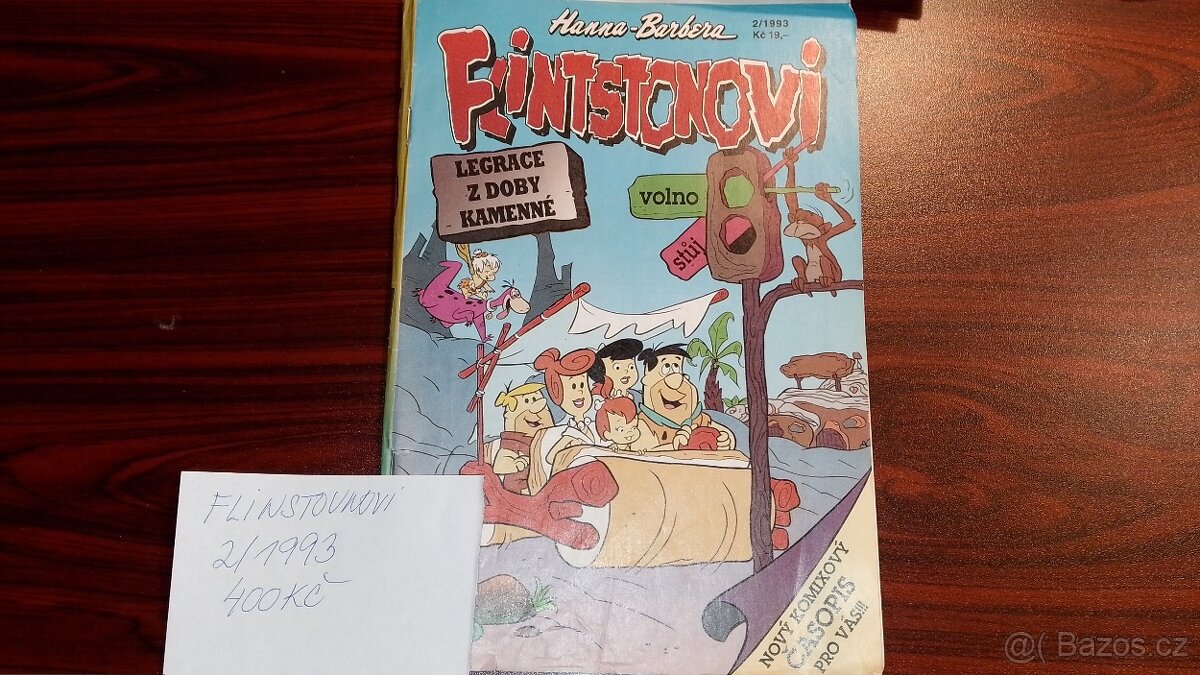 Hanna-Barbera
2/1993
Kč 19,-
FLINTSTONOVI
LEGRACE
Z DOBY
KAMENNÉ
volno
stůj
NOVÝ KOMIXOVÝ
ČASOPIS
PRO VÁS!!!
FLINSTOUNOVI
2/1993
400KČ
@( Bazos.cz